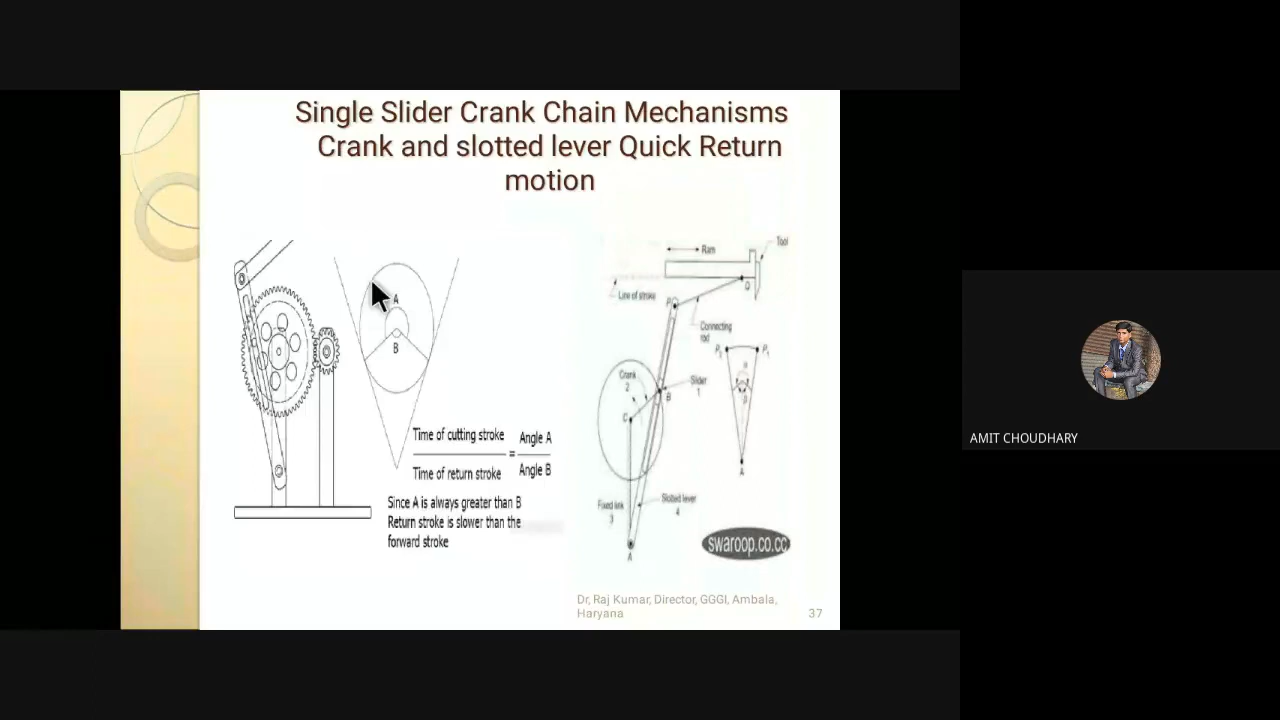 Single Slider Crank Chain Mechanisms
Crank and slotted lever Quick Return
motion
A
B
Time of cutting stroke
Time of return stroke
=
Angle A
Angle B
Since A is always greater than B
Return stroke is slower than the
forward stroke
Ram
Tool
Line of stroke
P
Q
Connecting
rod
Crank
2
Slider
1
B
C
Fixed link
3
Slotted lever
4
A
A
swaroop.co.cc
Dr, Raj Kumar, Director, GGGI, Ambala,
Haryana
37
AMIT CHOUDHARY